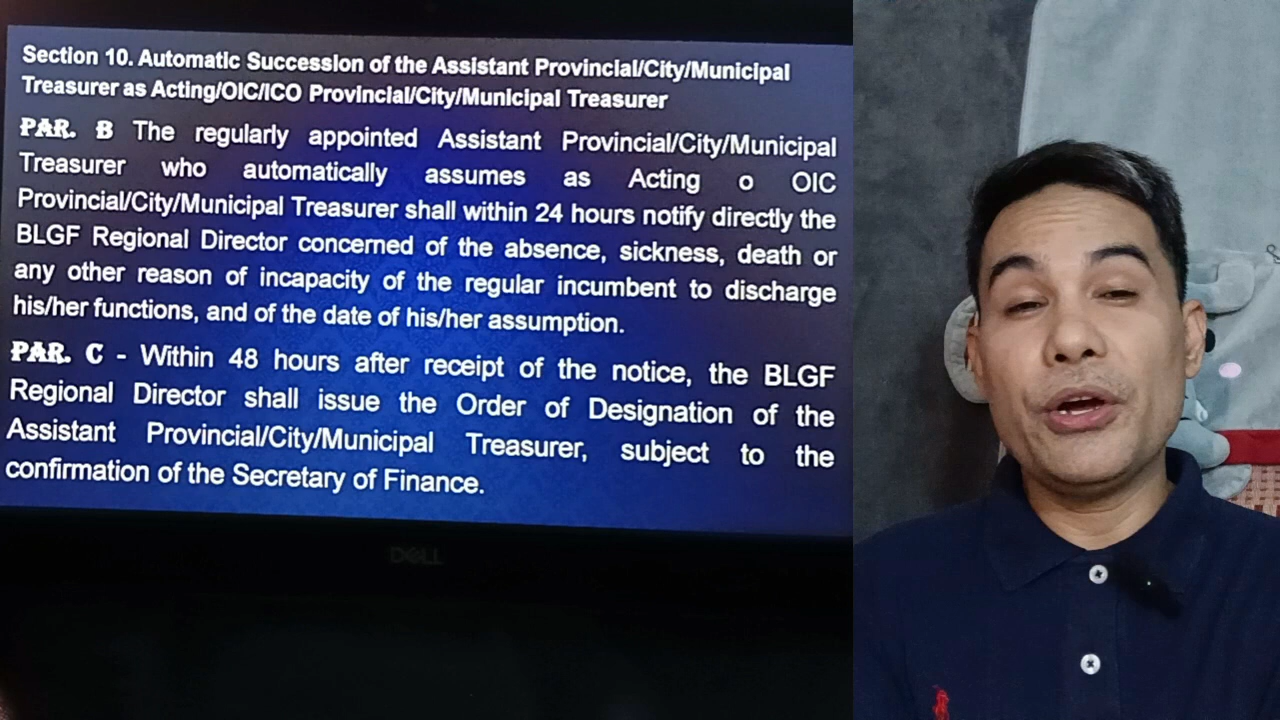 Section 10. Automatic Succession of the Assistant Provincial/City/Municipal
Treasurer as Acting/OIC/ICO Provincial/City/Municipal Treasurer
PAR. B The regularly appointed Assistant Provincial/City/Municipal
Treasurer who automatically assumes as Acting o OIC
Provincial/City/Municipal Treasurer shall within 24 hours notify directly the
BLGF Regional Director concerned of the absence, sickness, death or
any other reason of incapacity of the regular incumbent to discharge
his/her functions, and of the date of his/her assumption.
PAR. C - Within 48 hours after receipt of the notice, the BLGF
Regional Director shall issue the Order of Designation of the
Assistant Provincial/City/Municipal Treasurer, subject to the
confirmation of the Secretary of Finance.
DELL